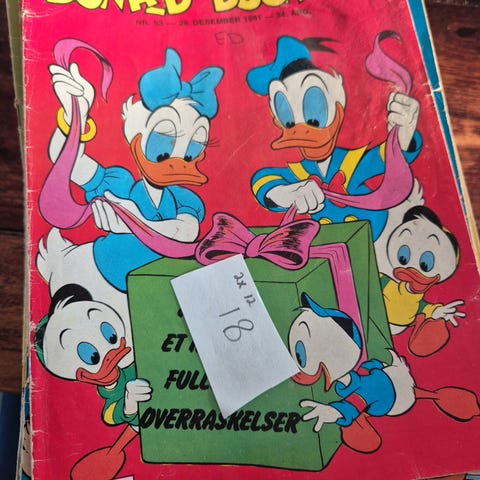 DONALD DUCK
NR. 53 — 28. DESEMBER 1981 — 34. ÅRG.
ED
2x 12
18
ET
FULL
OVERRASKELSER